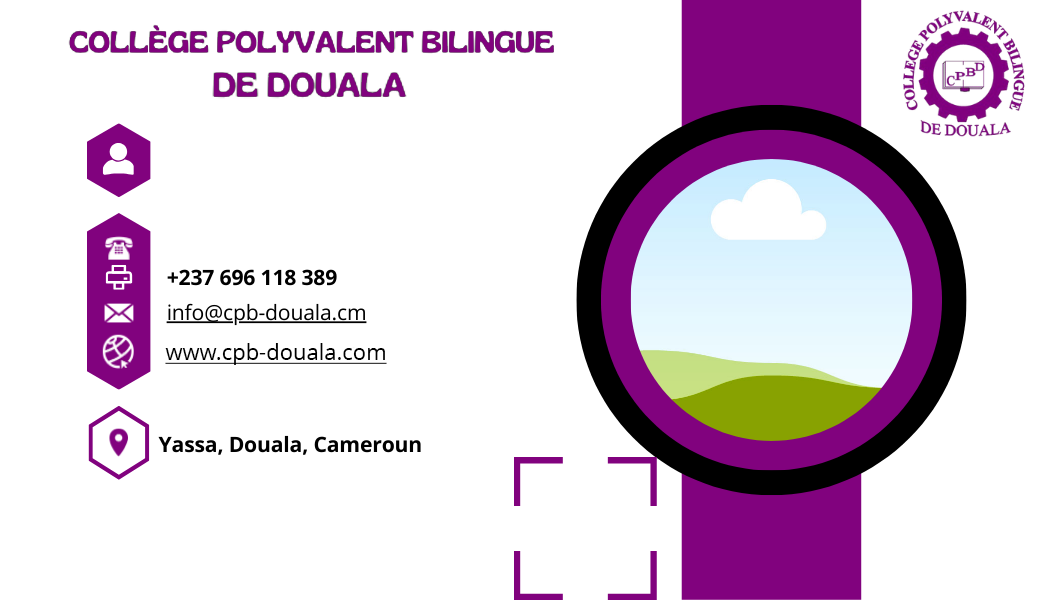 COLLÈGE POLYVALENT BILINGUE
DE DOUALA
COLLEGE POLYVALENT BILINGUE
CPBD
DE DOUALA
+237 696 118 389
info@cpb-douala.cm
www.cpb-douala.com
Yassa, Douala, Cameroun